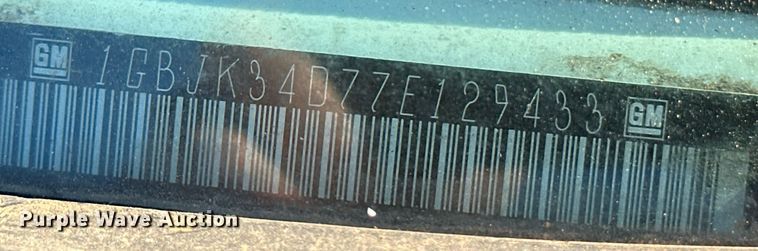 GM 1GBJK34D77E129433 GM
Purple Wave Auction